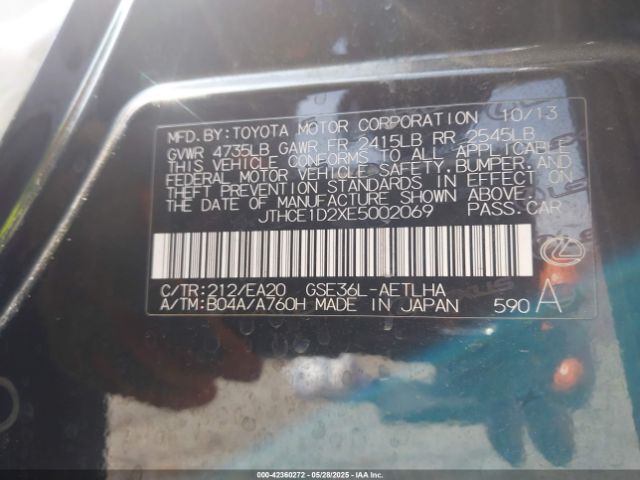 MFD. BY: TOYOTA MOTOR CORPORATION 10/13
GVWR 4735LB GAWR FR 2415LB RR 2545LB
THIS VEHICLE CONFORMS TO ALL APPLICABLE
FEDERAL MOTOR VEHICLE SAFETY, BUMPER, AND
THEFT PREVENTION STANDARDS IN EFFECT ON
THE DATE OF MANUFACTURE SHOWN ABOVE.
JTHCE1D2XE5002069 PASS. CAR
C/TR: 212/EA20 GSE36L-AETLHA
A/TM: B04A/A760H MADE IN JAPAN 590 A
000-42360272 - 05/28/2025 - IAAI.COM